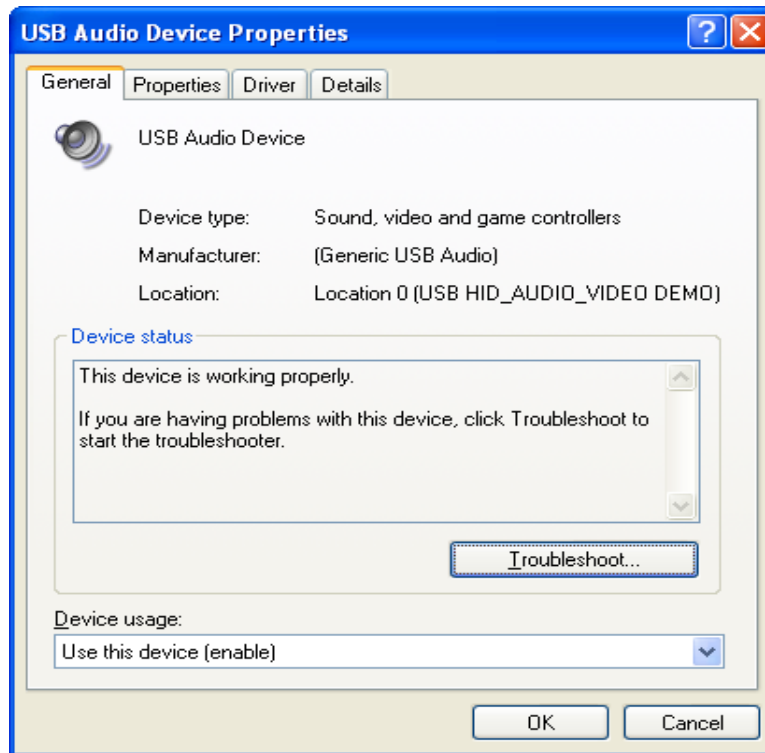 USB Audio Device Properties
General Properties Driver Details
USB Audio Device
Device type: Sound, video and game controllers
Manufacturer: (Generic USB Audio)
Location: Location 0 (USB HID_AUDIO_VIDEO DEMO)
Device status
This device is working properly.
If you are having problems with this device, click Troubleshoot to
start the troubleshooter.
Troubleshoot...
Device usage:
Use this device (enable)
OK Cancel